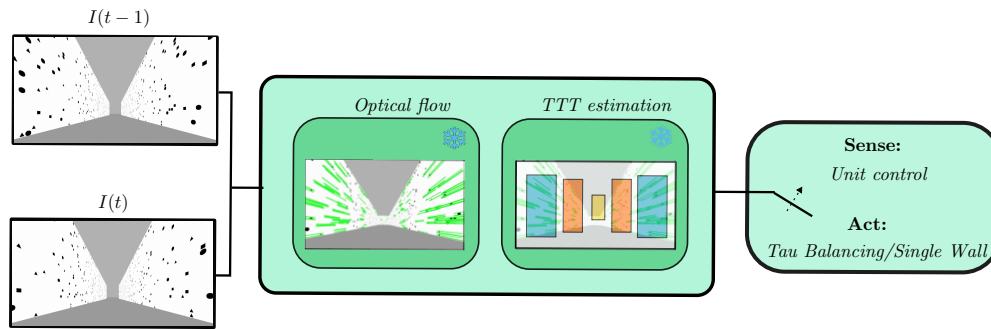 I(t − 1)
Optical flow
TTT estimation
Sense:
Unit control
I(t)
Act:
Tau Balancing/Single Wall